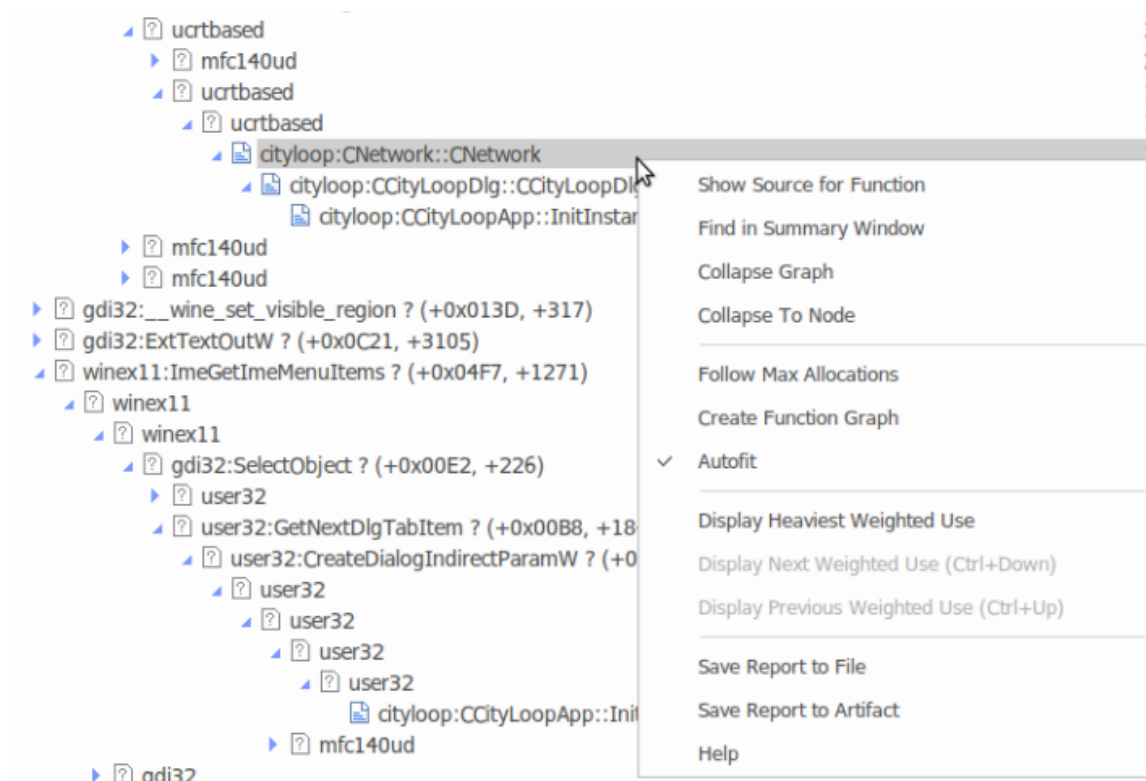 ucrtbased
mfc140ud
ucrtbased
ucrtbased
cityloop:CNetwork::CNetwork
cityloop:CCityLoopDlg::CCityLoopDlg
cityloop:CCityLoopApp::InitInstan
mfc140ud
mfc140ud
gdi32:__wine_set_visible_region ? (+0x013D, +317)
gdi32:ExtTextOutW ? (+0x0C21, +3105)
winex11:ImeGetImeMenuItems ? (+0x04F7, +1271)
winex11
winex11
gdi32:SelectObject ? (+0x00E2, +226)
user32
user32:GetNextDlgTabItem ? (+0x00B8, +18
user32:CreateDialogIndirectParamW ? (+0
user32
user32
user32
user32
cityloop:CCityLoopApp::Init
mfc140ud
gdi32
Show Source for Function
Find in Summary Window
Collapse Graph
Collapse To Node
Follow Max Allocations
Create Function Graph
Autofit
Display Heaviest Weighted Use
Display Next Weighted Use (Ctrl+Down)
Display Previous Weighted Use (Ctrl+Up)
Save Report to File
Save Report to Artifact
Help